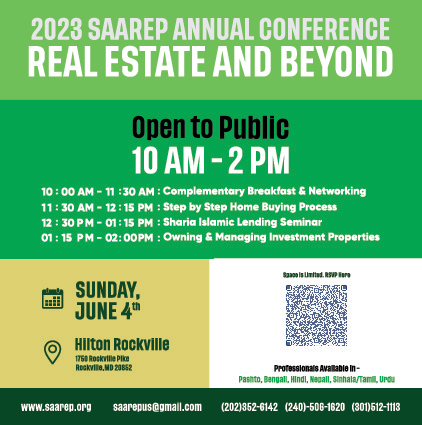 2023 SAAREP ANNUAL CONFERENCE
REAL ESTATE AND BEYOND
Open to Public
10 AM - 2 PM
10 : 00 AM - 11 : 30 AM : Complementary Breakfast & Networking
11 : 30 AM - 12 : 15 PM : Step by Step Home Buying Process
12 : 30 PM - 01 : 15 PM : Sharia Islamic Lending Seminar
01 : 15 PM - 02 : 00PM : Owning & Managing Investment Properties
SUNDAY,
JUNE 4th
Hilton Rockville
1750 Rockville Pike
Rockville, MD 20852
Space is Limited. RSVP Here
Professionals Available in -
Pashto, Bengali, Hindi, Nepali, Sinhala/Tamil, Urdu
www.saarep.org saarepus@gmail.com (202)352-6142 (240)-506-1620 (301)512-1113